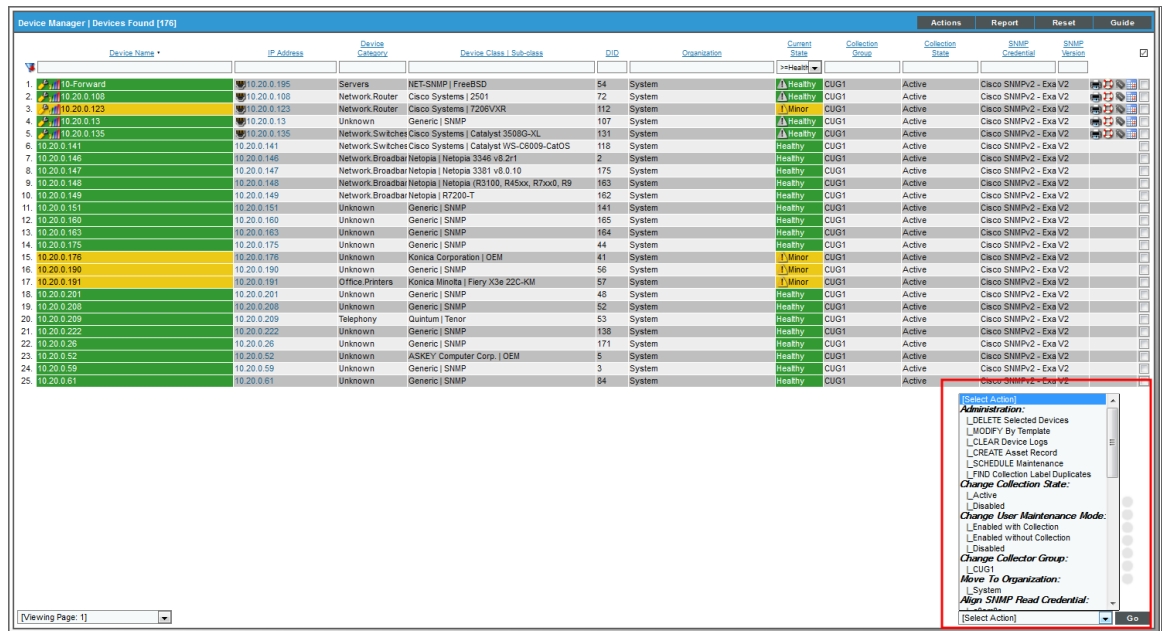 Device Manager | Devices Found [176]
Actions Report Reset Guide
Device Name • IP Address Device Category Device Class | Sub-class DID Organization Current State Collection Group Collection State SNMP Credential SNMP Version
>=Health
1. 10-Forward 10.20.0.195 Servers NET-SNMP | FreeBSD 54 System Healthy CUG1 Active Cisco SNMPv2 - Exa V2
2. 10.20.0.108 10.20.0.108 Network.Router Cisco Systems | 2501 72 System Healthy CUG1 Active Cisco SNMPv2 - Exa V2
3. 10.20.0.123 10.20.0.123 Network.Router Cisco Systems | 7206VXR 112 System Minor CUG1 Active Cisco SNMPv2 - Exa V2
4. 10.20.0.13 10.20.0.13 Unknown Generic | SNMP 107 System Healthy CUG1 Active Cisco SNMPv2 - Exa V2
5. 10.20.0.135 10.20.0.135 Network.Switches Cisco Systems | Catalyst 3508G-XL 131 System Healthy CUG1 Active Cisco SNMPv2 - Exa V2
6. 10.20.0.141 10.20.0.141 Network.Switches Cisco Systems | Catalyst WS-C6009-CatOS 118 System Healthy CUG1 Active Cisco SNMPv2 - Exa V2
7. 10.20.0.146 10.20.0.146 Network.Broadbar Netopia | Netopia 3346 v8.2r1 2 System Healthy CUG1 Active Cisco SNMPv2 - Exa V2
8. 10.20.0.147 10.20.0.147 Network.Broadbar Netopia | Netopia 3381 v8.0.10 175 System Healthy CUG1 Active Cisco SNMPv2 - Exa V2
9. 10.20.0.148 10.20.0.148 Network.Broadbar Netopia | Netopia (R3100, R45xx, R7xx0, R9 163 System Healthy CUG1 Active Cisco SNMPv2 - Exa V2
10. 10.20.0.149 10.20.0.149 Network.Broadbar Netopia | R7200-T 162 System Healthy CUG1 Active Cisco SNMPv2 - Exa V2
11. 10.20.0.151 10.20.0.151 Unknown Generic | SNMP 141 System Healthy CUG1 Active Cisco SNMPv2 - Exa V2
12. 10.20.0.160 10.20.0.160 Unknown Generic | SNMP 165 System Healthy CUG1 Active Cisco SNMPv2 - Exa V2
13. 10.20.0.163 10.20.0.163 Unknown Generic | SNMP 164 System Healthy CUG1 Active Cisco SNMPv2 - Exa V2
14. 10.20.0.175 10.20.0.175 Unknown Generic | SNMP 44 System Healthy CUG1 Active Cisco SNMPv2 - Exa V2
15. 10.20.0.176 10.20.0.176 Unknown Konica Corporation | OEM 41 System Minor CUG1 Active Cisco SNMPv2 - Exa V2
16. 10.20.0.190 10.20.0.190 Unknown Generic | SNMP 56 System Minor CUG1 Active Cisco SNMPv2 - Exa V2
17. 10.20.0.191 10.20.0.191 Office.Printers Konica Minolta | Fiery X3e 22C-KM 57 System Minor CUG1 Active Cisco SNMPv2 - Exa V2
18. 10.20.0.201 10.20.0.201 Unknown Generic | SNMP 48 System Healthy CUG1 Active Cisco SNMPv2 - Exa V2
19. 10.20.0.208 10.20.0.208 Unknown Generic | SNMP 52 System Healthy CUG1 Active Cisco SNMPv2 - Exa V2
20. 10.20.0.209 10.20.0.209 Telephony Quintum | Tenor 53 System Healthy CUG1 Active Cisco SNMPv2 - Exa V2
21. 10.20.0.222 10.20.0.222 Unknown Generic | SNMP 138 System Healthy CUG1 Active Cisco SNMPv2 - Exa V2
22. 10.20.0.26 10.20.0.26 Unknown Generic | SNMP 171 System Healthy CUG1 Active Cisco SNMPv2 - Exa V2
23. 10.20.0.52 10.20.0.52 Unknown ASKEY Computer Corp. | OEM 5 System Healthy CUG1 Active Cisco SNMPv2 - Exa V2
24. 10.20.0.59 10.20.0.59 Unknown Generic | SNMP 3 System Healthy CUG1 Active Cisco SNMPv2 - Exa V2
25. 10.20.0.61 10.20.0.61 Unknown Generic | SNMP 84 System Healthy CUG1 Active Cisco SNMPv2 - Exa V2
[Select Action]
Administration:
|_DELETE Selected Devices
|_MODIFY By Template
|_CLEAR Device Logs
|_CREATE Asset Record
|_SCHEDULE Maintenance
|_FIND Collection Label Duplicates
Change Collection State:
|_Active
|_Disabled
Change User Maintenance Mode:
|_Enabled with Collection
|_Enabled without Collection
|_Disabled
Change Collector Group:
|_CUG1
Move To Organization:
|_System
Align SNMP Read Credential:
[Viewing Page: 1]
[Select Action] Go